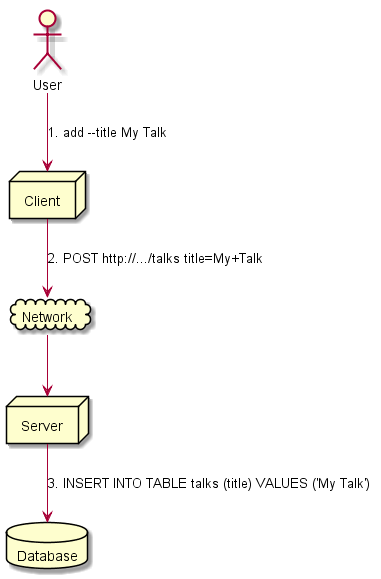 User
1. add --title My Talk
Client
2. POST http://.../talks title=My+Talk
Network
Server
3. INSERT INTO TABLE talks (title) VALUES ('My Talk')
Database